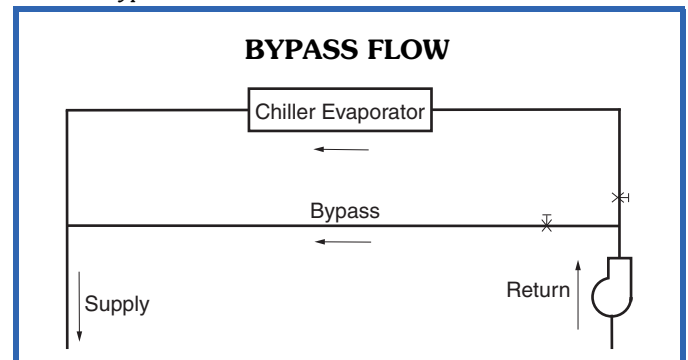 BYPASS FLOW
Chiller Evaporator
Bypass
Return
Supply